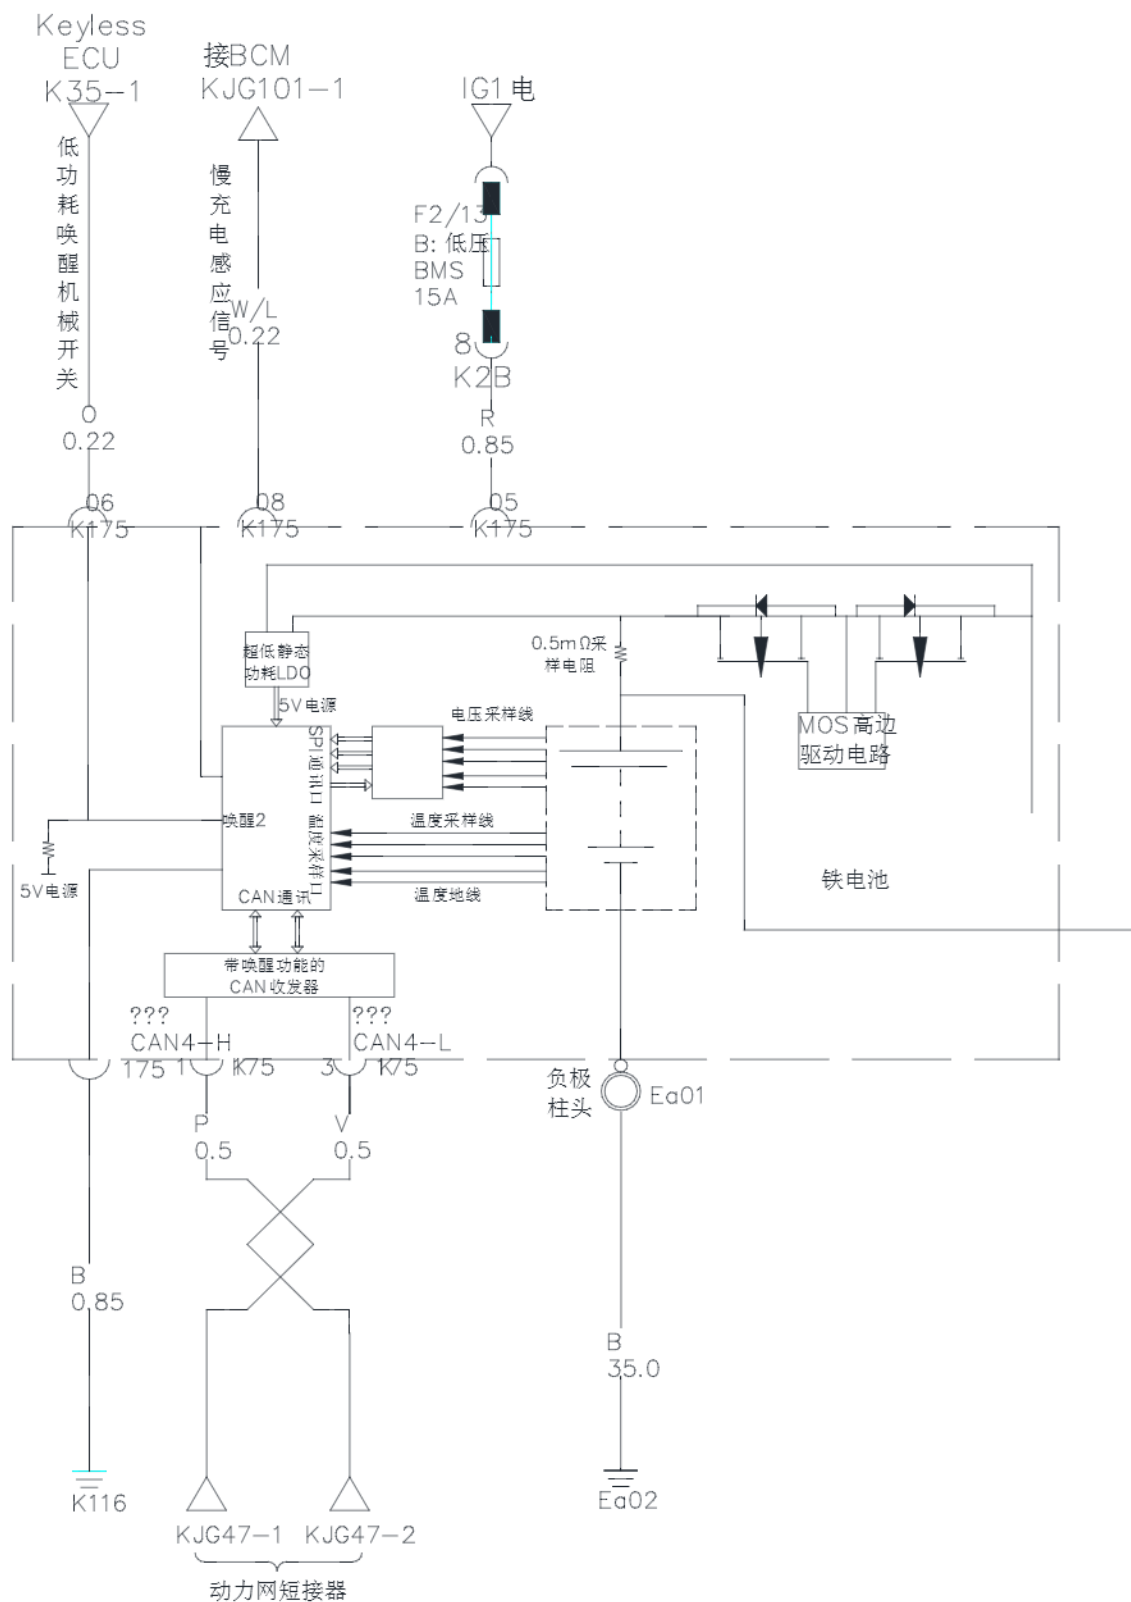 Keyless
ECU
K35-1
接BCM
KJG101-1
IG1 电
低功耗唤醒机械开关
慢充电感应信号
F2/13
B: 低压
BMS
15A
W/L
0.22
8
K2B
O
0.22
R
0.85
06
K175
08
K175
05
K175
超低静态
功耗LDO
0.5mΩ采
样电阻
5V电源
电压采样线
MOS高边
驱动电路
SPI通讯口
温度采样口
唤醒2
温度采样线
5V电源
CAN通讯
温度地线
铁电池
带唤醒功能的
CAN收发器
???
CAN4-H
???
CAN4-L
175
1
K75
3
K75
负极
柱头
Ea01
P
0.5
V
0.5
B
0.85
B
35.0
K116
Ea02
KJG47-1
KJG47-2
动力网短接器